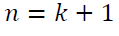 n = k + 1